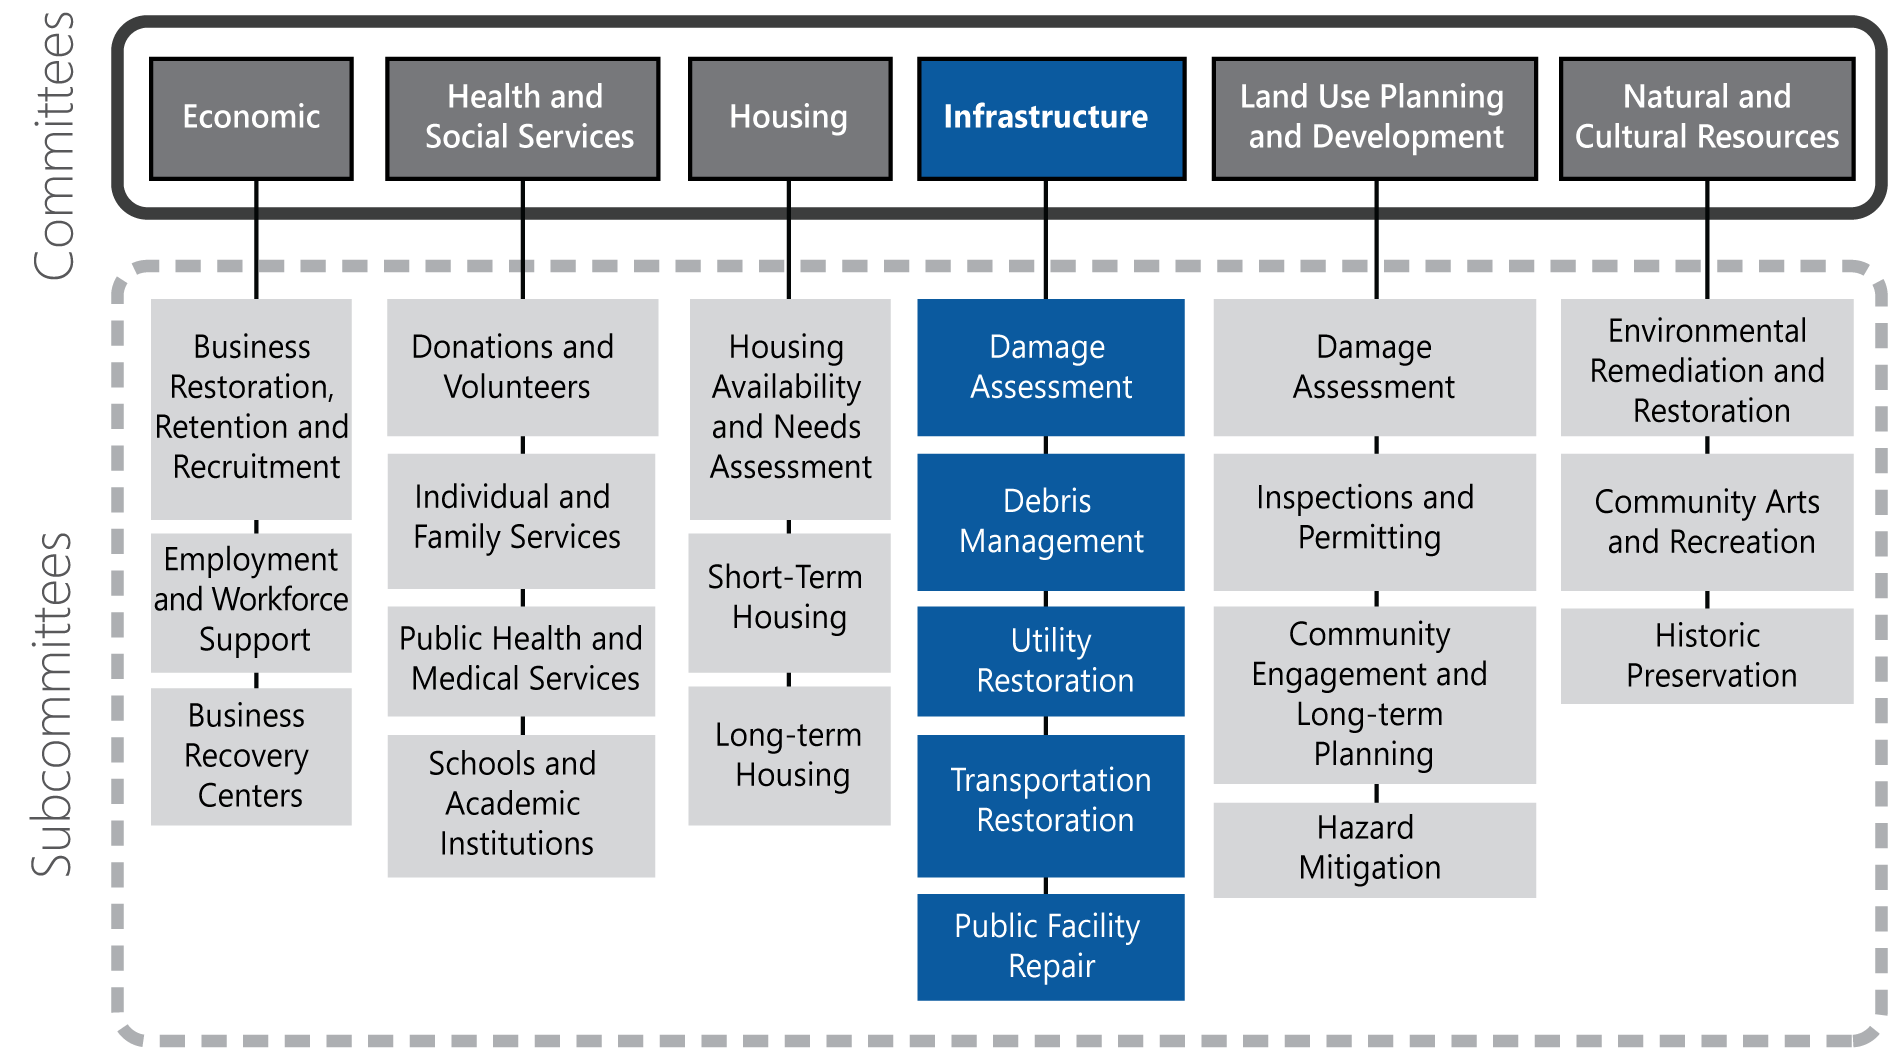 Committees
Economic
Health and
Social Services
Housing
Infrastructure
Land Use Planning
and Development
Natural and
Cultural Resources
Subcommittees
Business
Restoration,
Retention and
Recruitment
Employment
and Workforce
Support
Business
Recovery
Centers
Donations and
Volunteers
Individual and
Family Services
Public Health and
Medical Services
Schools and
Academic
Institutions
Housing
Availability
and Needs
Assessment
Short-Term
Housing
Long-term
Housing
Damage
Assessment
Debris
Management
Utility
Restoration
Transportation
Restoration
Public Facility
Repair
Damage
Assessment
Inspections and
Permitting
Community
Engagement and
Long-term
Planning
Hazard
Mitigation
Environmental
Remediation and
Restoration
Community Arts
and Recreation
Historic
Preservation